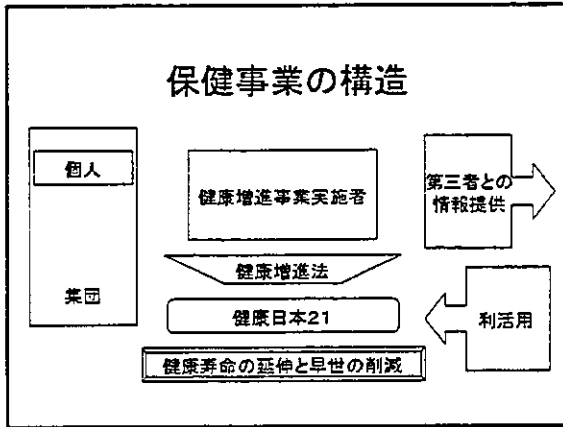 保健事業の構造
個人
集団
健康増進事業実施者
健康増進法
健康日本21
健康寿命の延伸と早世の削減
第三者との
情報提供
利活用